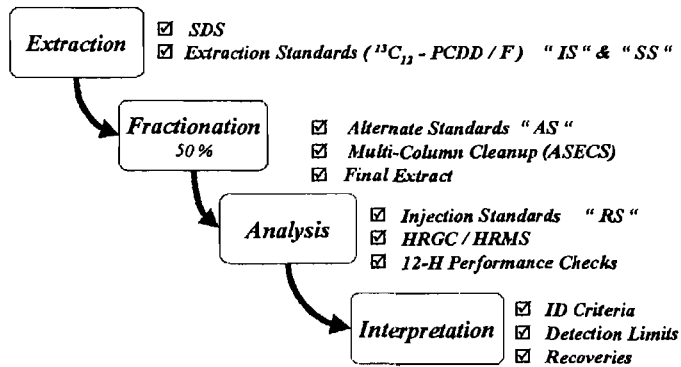 Extraction
☑ SDS
☑ Extraction Standards ( ¹³C₁₂ - PCDD / F ) " IS " & " SS "
Fractionation
50 %
☑ Alternate Standards " AS "
☑ Multi-Column Cleanup (ASECS)
☑ Final Extract
Analysis
☑ Injection Standards " RS "
☑ HRGC / HRMS
☑ 12-H Performance Checks
Interpretation
☑ ID Criteria
☑ Detection Limits
☑ Recoveries